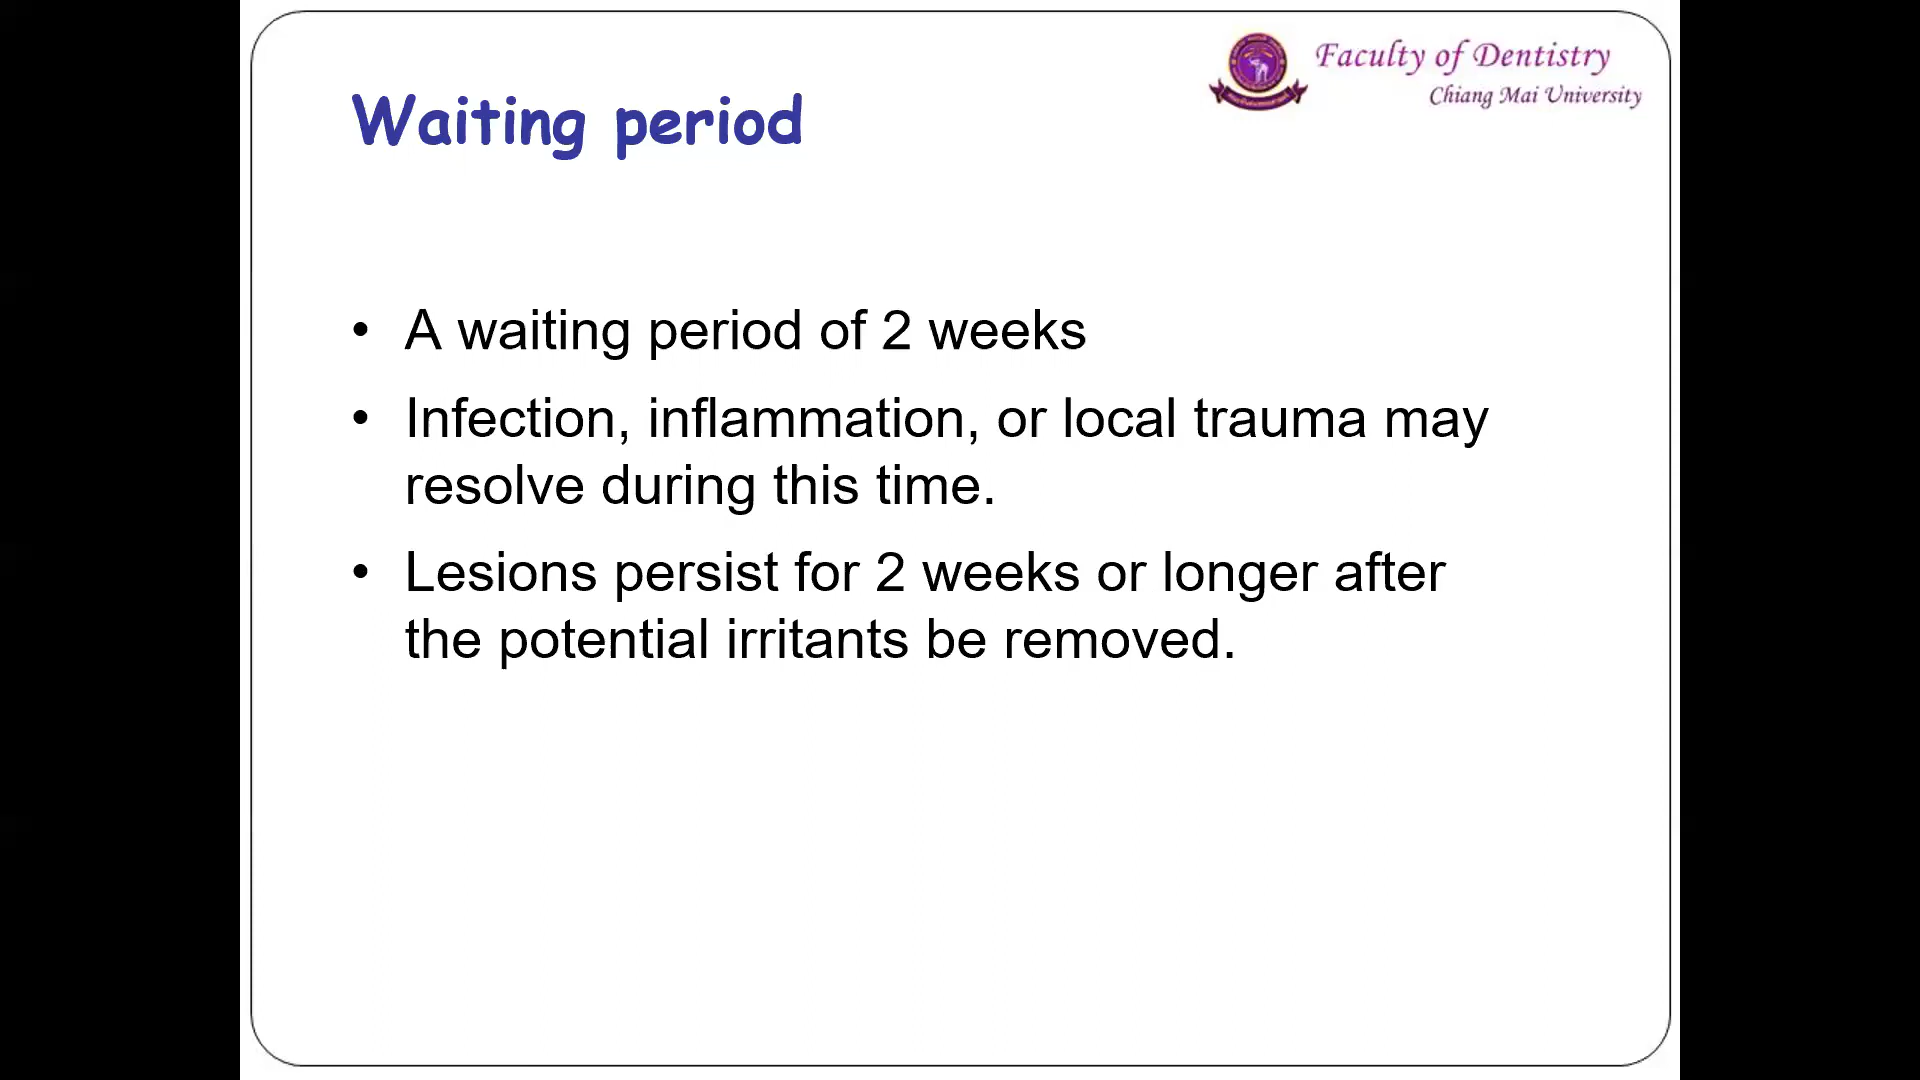 Faculty of Dentistry
Chiang Mai University
Waiting period
• A waiting period of 2 weeks
• Infection, inflammation, or local trauma may
resolve during this time.
• Lesions persist for 2 weeks or longer after
the potential irritants be removed.